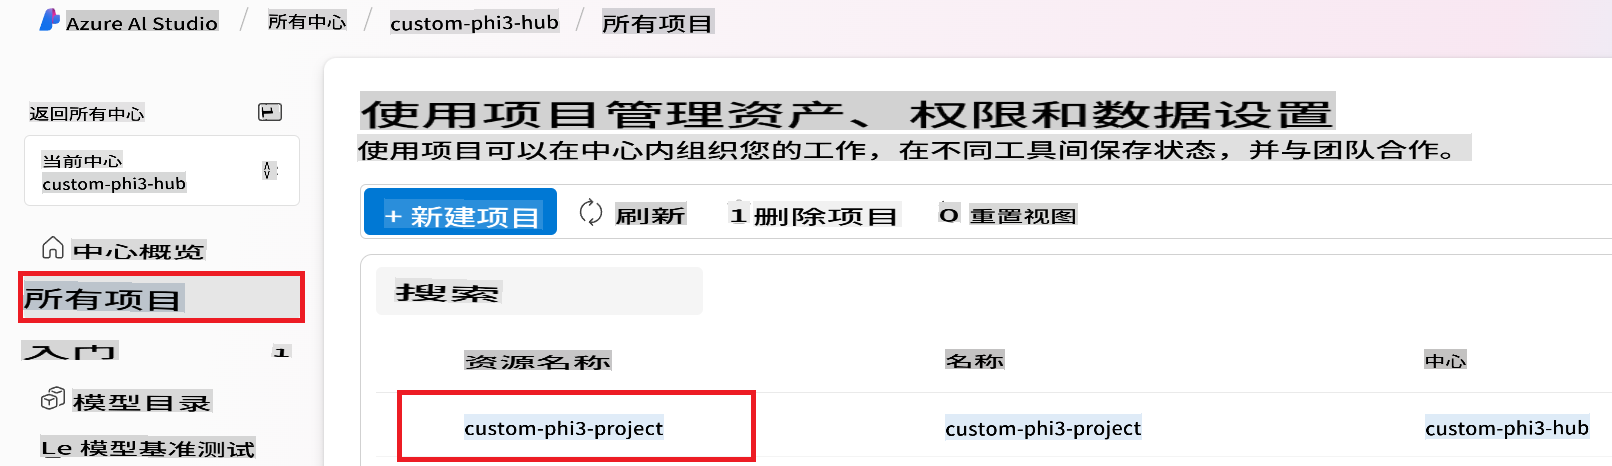 Azure AI Studio / 所有中心 / custom-phi3-hub / 所有项目
返回所有中心
当前中心
custom-phi3-hub
中心概览
所有项目
入门 1
模型目录
Le 模型基准测试
使用项目管理资产、权限和数据设置
使用项目可以在中心内组织您的工作，在不同工具间保存状态，并与团队合作。
+ 新建项目 刷新 1 删除项目 O 重置视图
搜索
资源名称 名称 中心
custom-phi3-project custom-phi3-project custom-phi3-hub